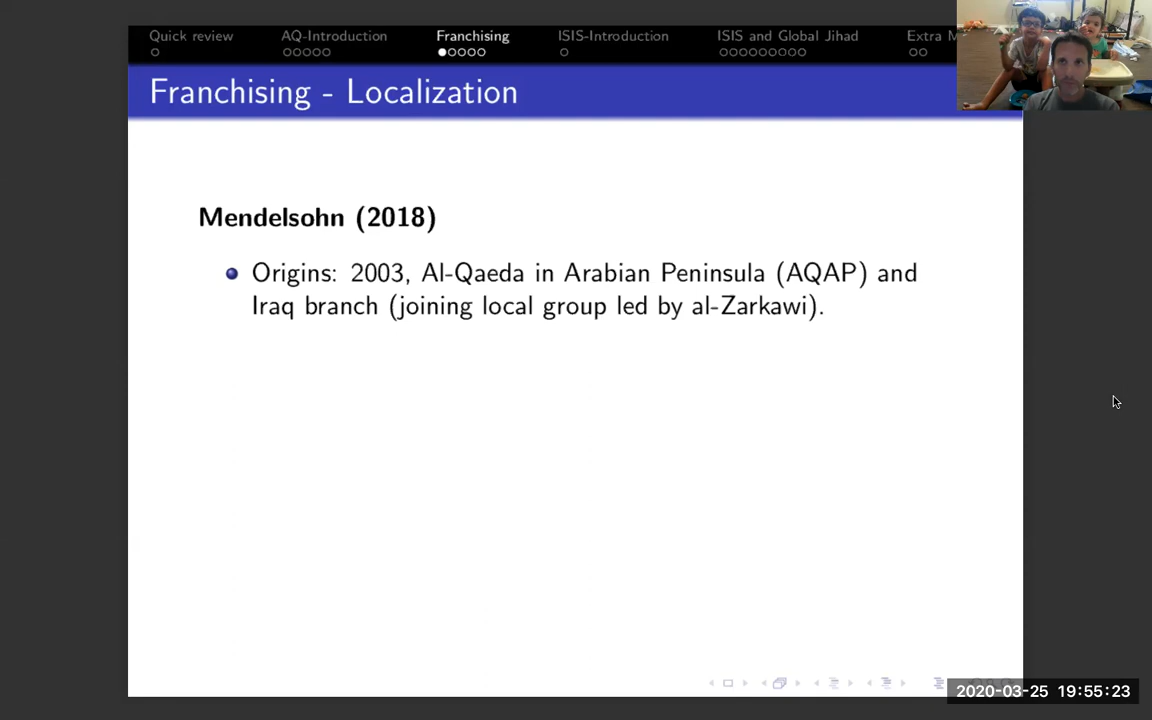 Quick review AQ-Introduction Franchising ISIS-Introduction ISIS and Global Jihad Extra
Franchising - Localization
Mendelsohn (2018)
Origins: 2003, Al-Qaeda in Arabian Peninsula (AQAP) and
Iraq branch (joining local group led by al-Zarkawi).
2020-03-25 19:55:23